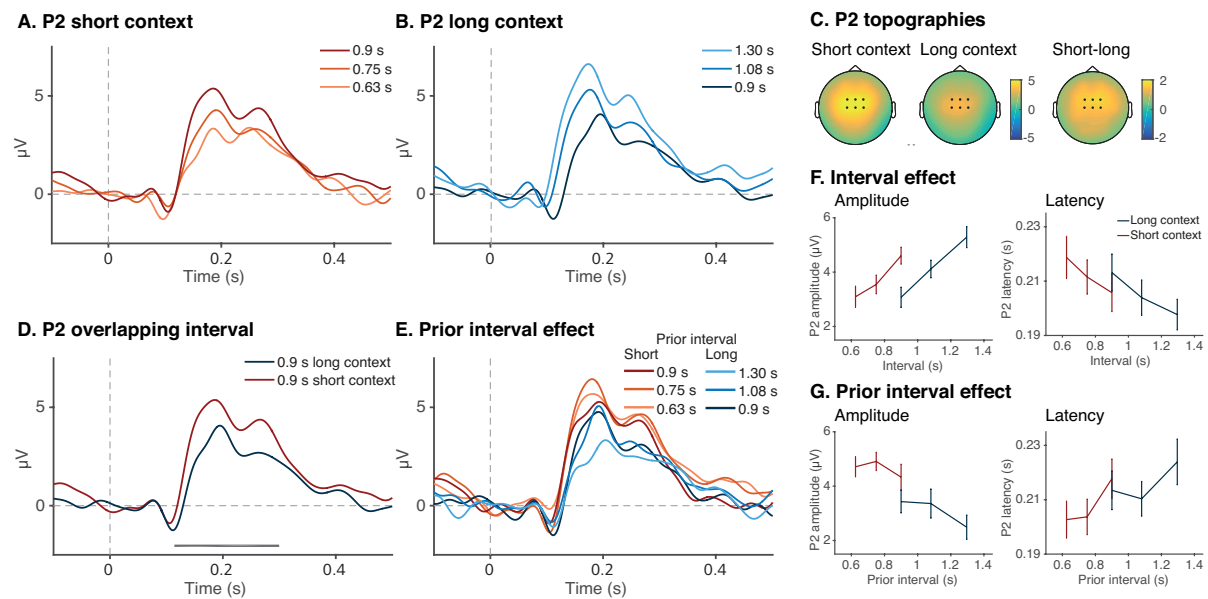 A. P2 short context
0.9 s
0.75 s
0.63 s
5
0
µV
0
0.2
0.4
Time (s)
B. P2 long context
1.30 s
1.08 s
0.9 s
5
0
µV
0
0.2
0.4
Time (s)
C. P2 topographies
Short context
Long context
Short-long
5
0
-5
2
0
-2
D. P2 overlapping interval
0.9 s long context
0.9 s short context
5
0
µV
0
0.2
0.4
Time (s)
E. Prior interval effect
Prior interval
Short
Long
0.9 s
1.30 s
0.75 s
1.08 s
0.63 s
0.9 s
5
0
µV
0
0.2
0.4
Time (s)
F. Interval effect
Amplitude
6
4
2
P2 amplitude (µV)
0.6 0.8 1 1.2 1.4
Interval (s)
Latency
Long context
Short context
0.23
0.21
0.19
P2 latency (s)
0.6 0.8 1 1.2 1.4
Interval (s)
G. Prior interval effect
Amplitude
6
4
2
P2 amplitude (µV)
0.6 0.8 1 1.2 1.4
Prior interval (s)
Latency
0.23
0.21
0.19
P2 latency (s)
0.6 0.8 1 1.2 1.4
Prior interval (s)